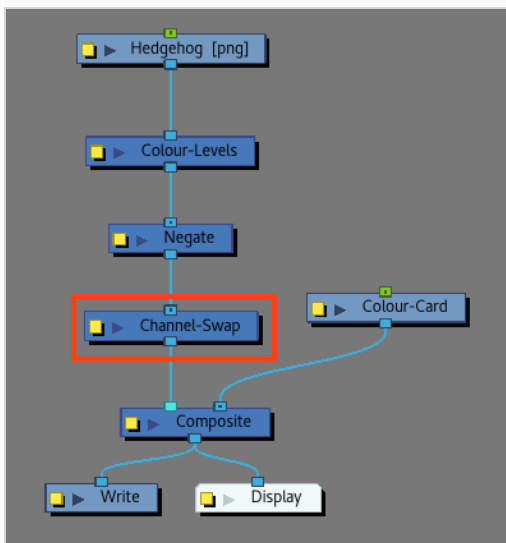 Hedgehog [png]
Colour-Levels
Negate
Channel-Swap
Colour-Card
Composite
Write
Display